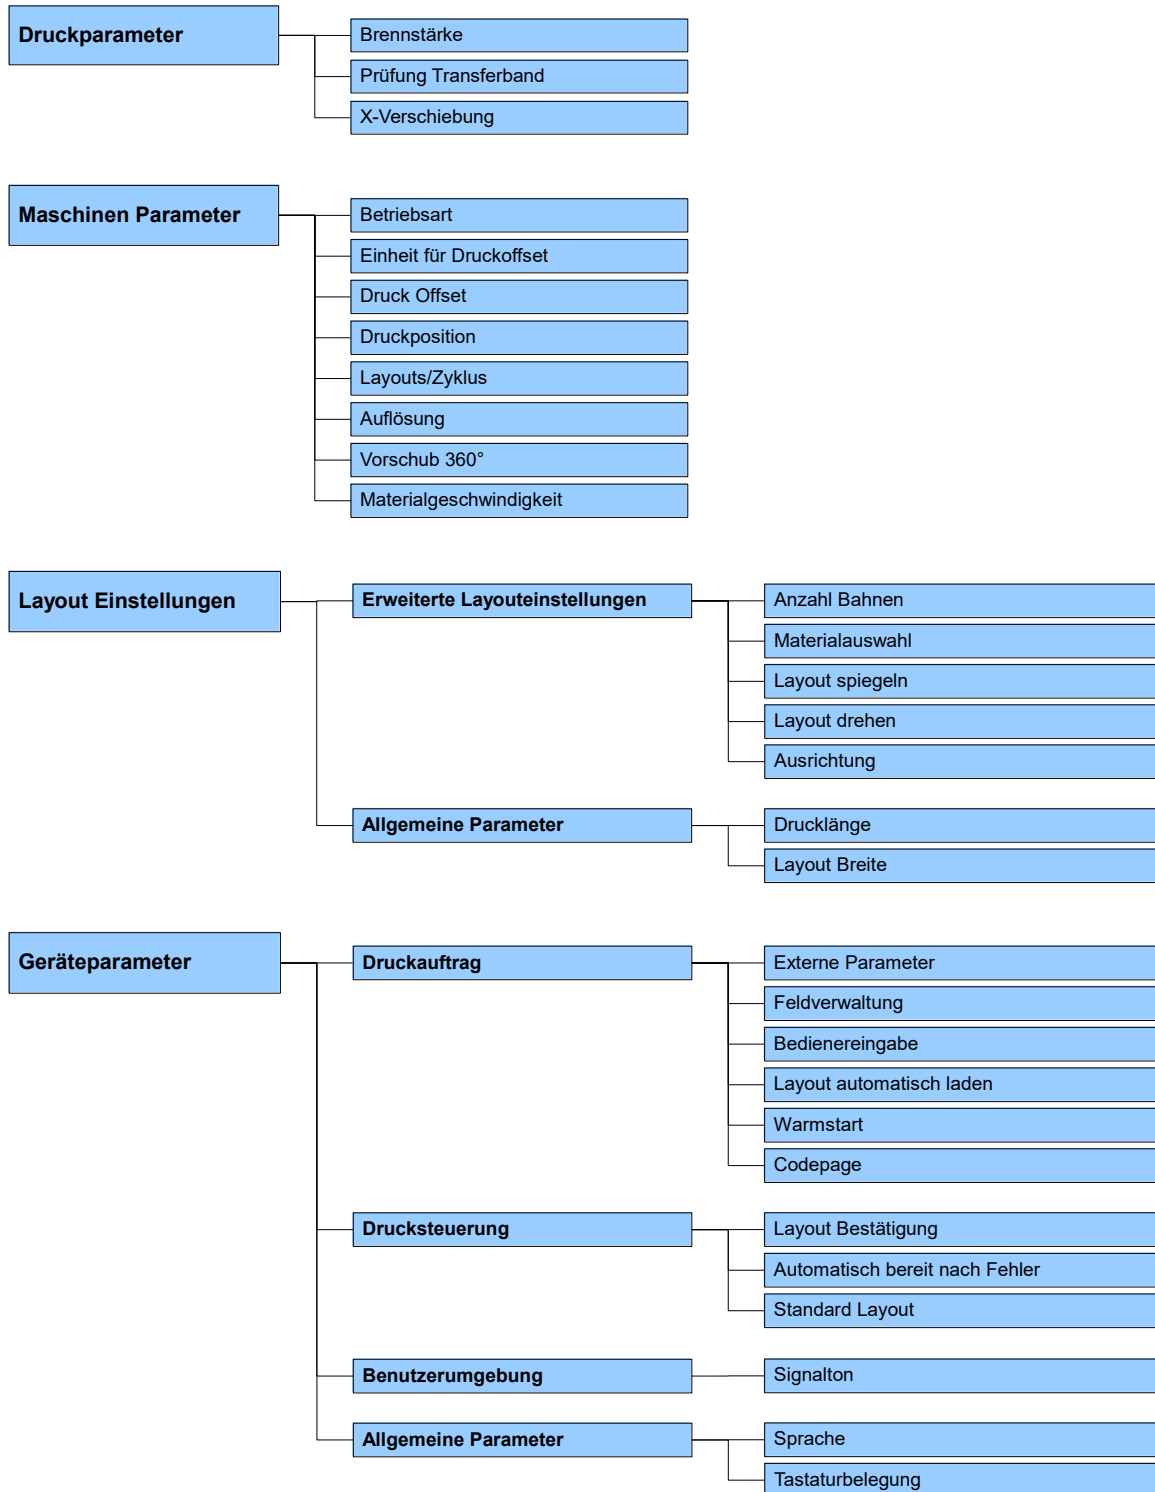 Druckparameter
Brennstärke
Prüfung Transferband
X-Verschiebung
Maschinen Parameter
Betriebsart
Einheit für Druckoffset
Druck Offset
Druckposition
Layouts/Zyklus
Auflösung
Vorschub 360°
Materialgeschwindigkeit
Layout Einstellungen
Erweiterte Layouteinstellungen
Anzahl Bahnen
Materialauswahl
Layout spiegeln
Layout drehen
Ausrichtung
Allgemeine Parameter
Drucklänge
Layout Breite
Geräteparameter
Druckauftrag
Externe Parameter
Feldverwaltung
Bedienereingabe
Layout automatisch laden
Warmstart
Codepage
Drucksteuerung
Layout Bestätigung
Automatisch bereit nach Fehler
Standard Layout
Benutzerumgebung
Signalton
Allgemeine Parameter
Sprache
Tastaturbelegung